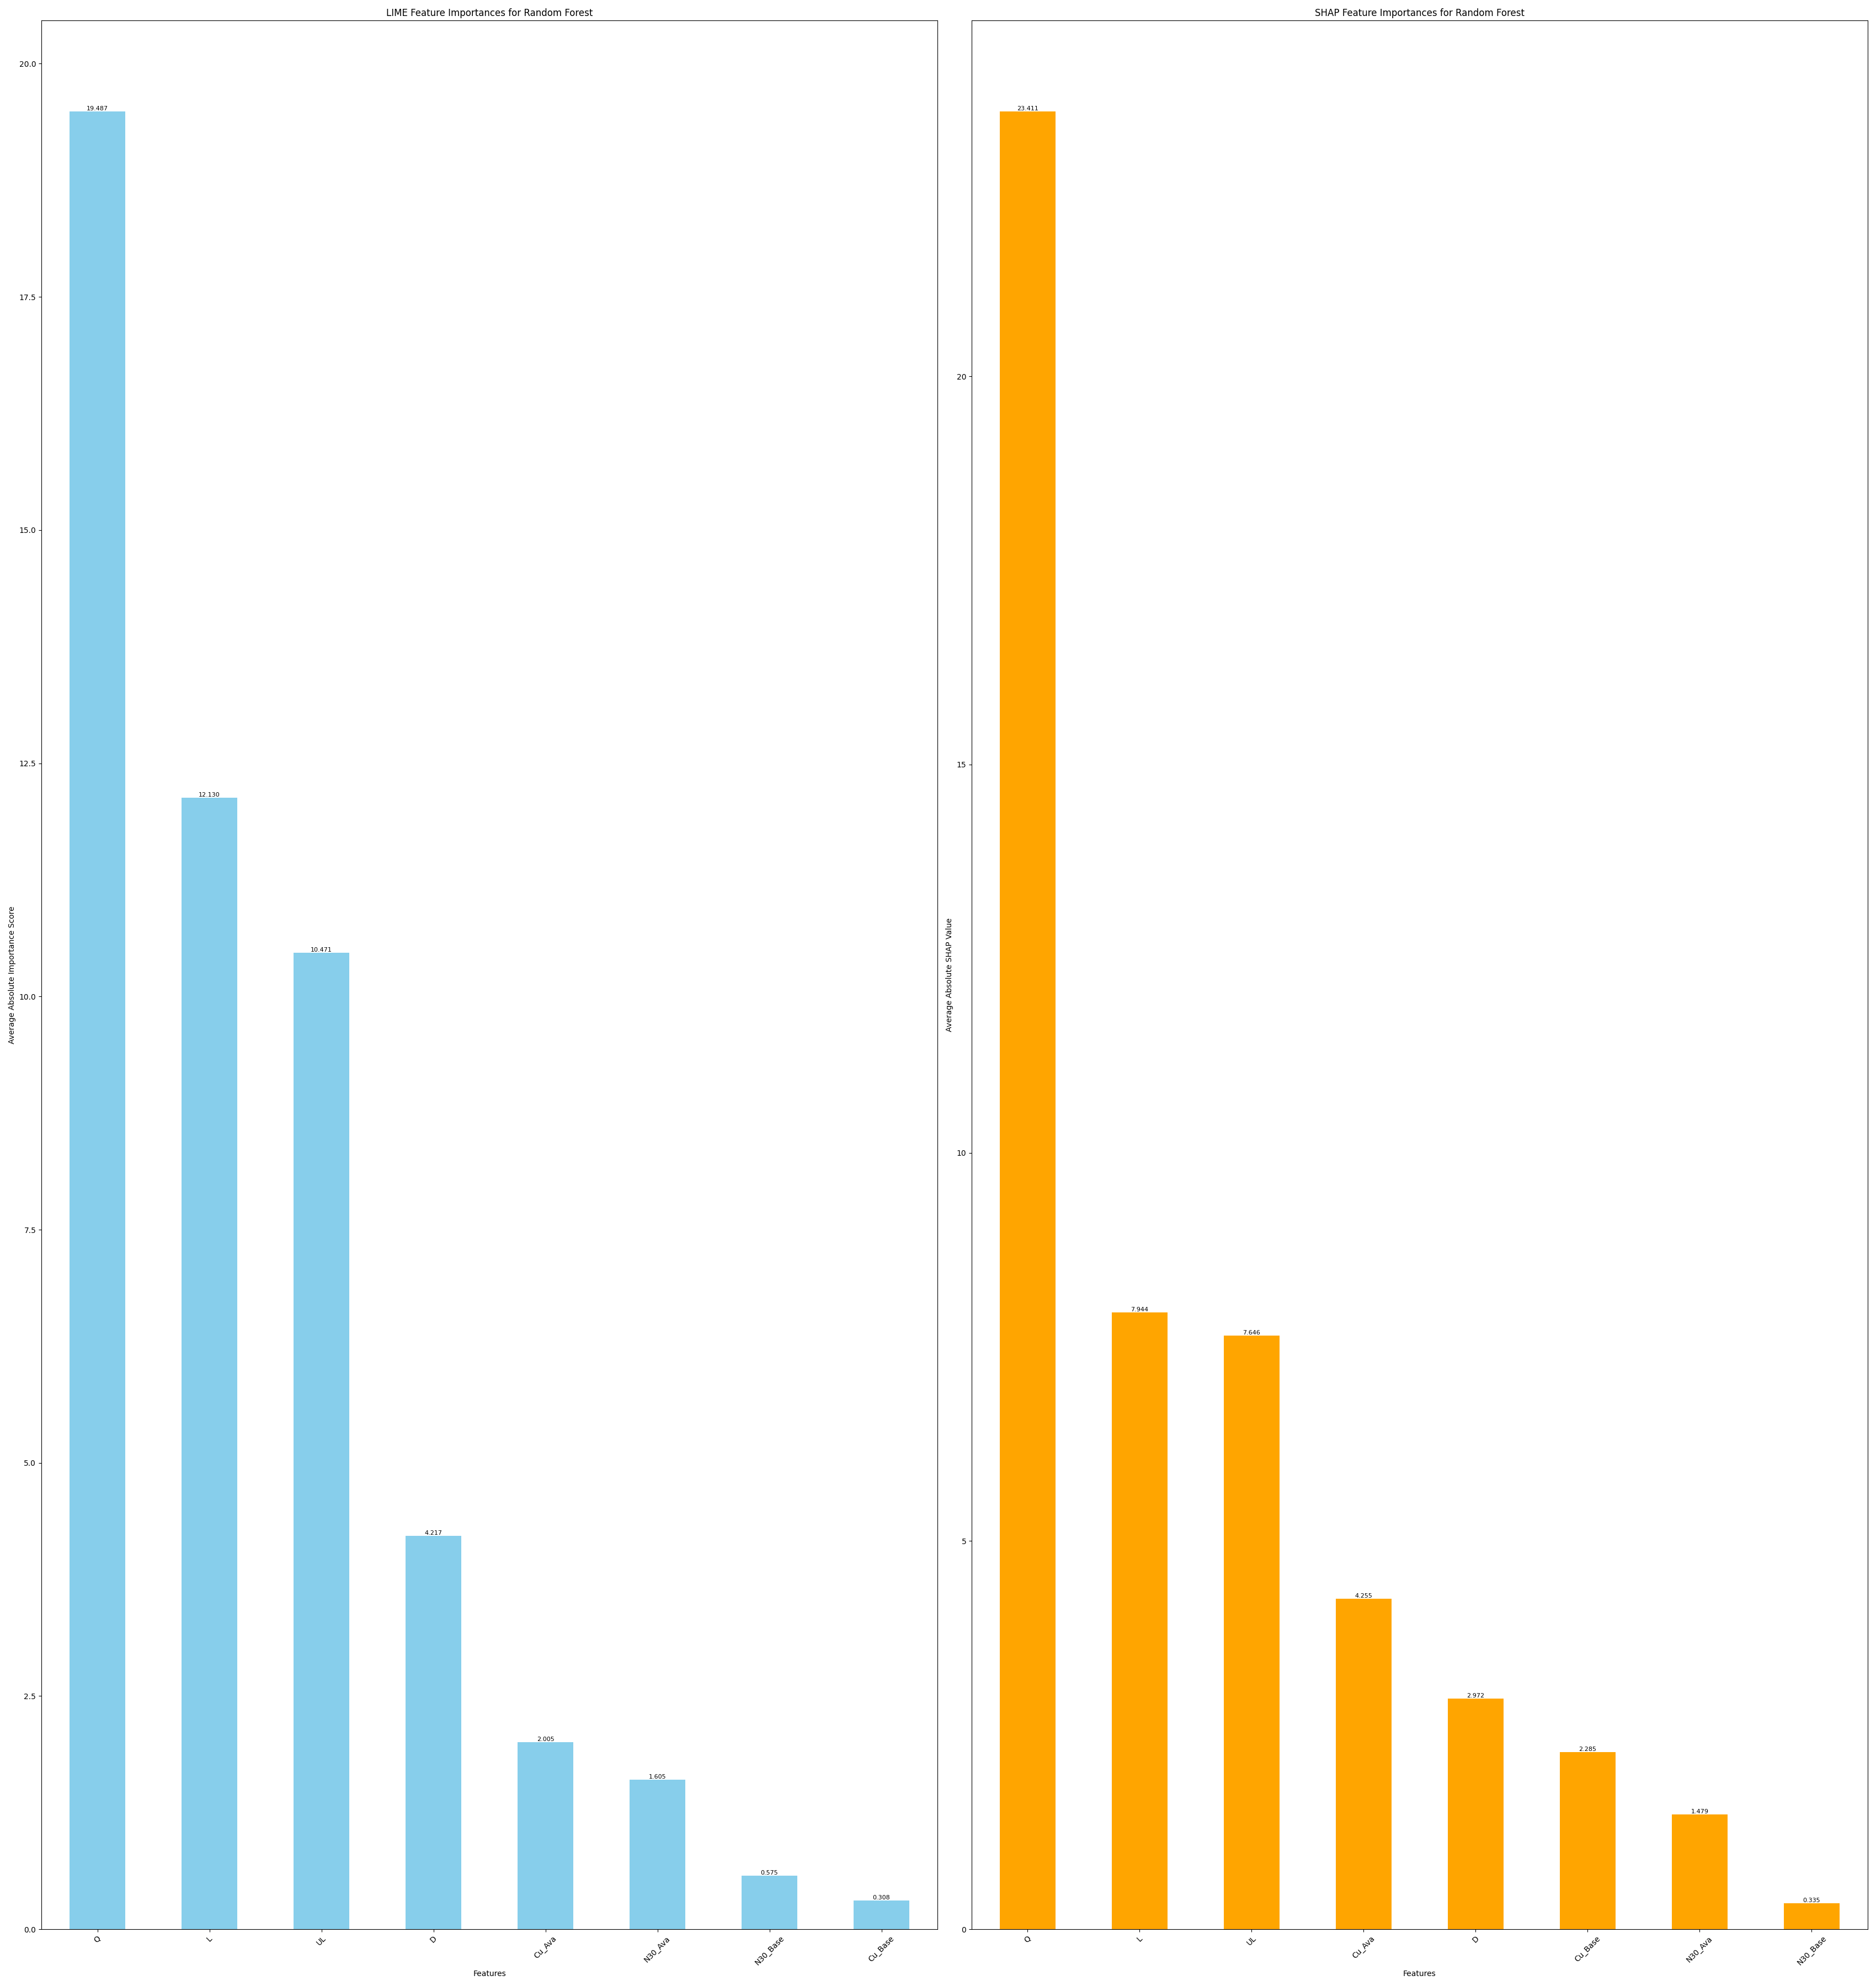 LIME Feature Importances for Random Forest
Average Absolute Importance Score
20.0
17.5
15.0
12.5
10.0
7.5
5.0
2.5
0.0
19.487
12.130
10.471
4.217
2.005
1.605
0.575
0.308
Q
L
UL
D
Cu_Ava
N30_Ava
N30_Base
Cu_Base
Features
SHAP Feature Importances for Random Forest
Average Absolute SHAP Value
20
15
10
5
0
23.411
7.944
7.646
4.255
2.972
2.285
1.479
0.335
Q
L
UL
Cu_Ava
D
Cu_Base
N30_Ava
N30_Base
Features